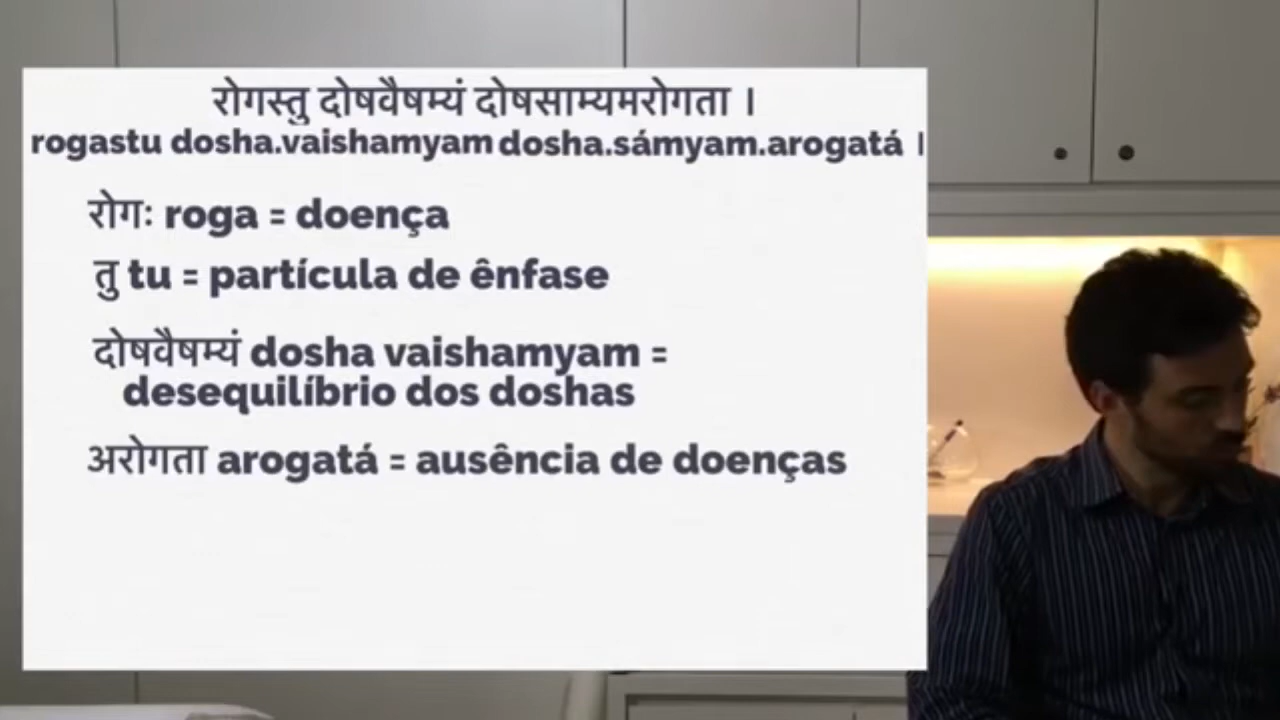 रोगस्तु दोषवैषम्यं दोषसाम्यमरोगता ।
rogastu dosha.vaishamyam dosha.sámyam.arogatá |
रोगः roga = doença
तु tu = partícula de ênfase
दोषवैषम्यं dosha vaishamyam =
desequilíbrio dos doshas
अरोगता arogatá = ausência de doenças